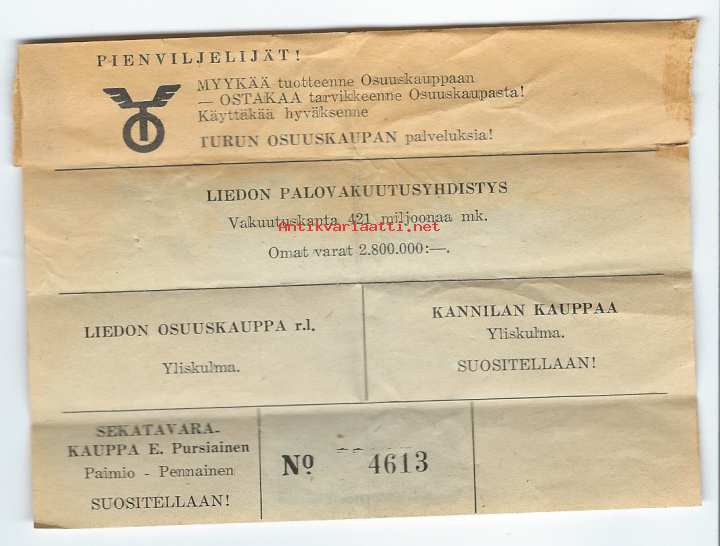 PIENVILJELIJÄT!
MYYKÄÄ tuotteenne Osuuskauppaan
— OSTAKAA tarvikkeenne Osuuskaupasta!
Käyttäkää hyväksenne
TURUN OSUUSKAUPAN palveluksia!
LIEDON PALOVAKUUTUSYHDISTYS
Vakuutuskanta 421 miljoonaa mk.
Antikvariaatti.net
Omat varat 2.800.000:—.
LIEDON OSUUSKAUPPA r.l.
Yliskulma.
KANNILAN KAUPPAA
Yliskulma.
SUOSITELLAAN!
SEKATAVARA-
KAUPPA E. Pursiainen
Paimio - Pennainen
SUOSITELLAAN!
No 4613